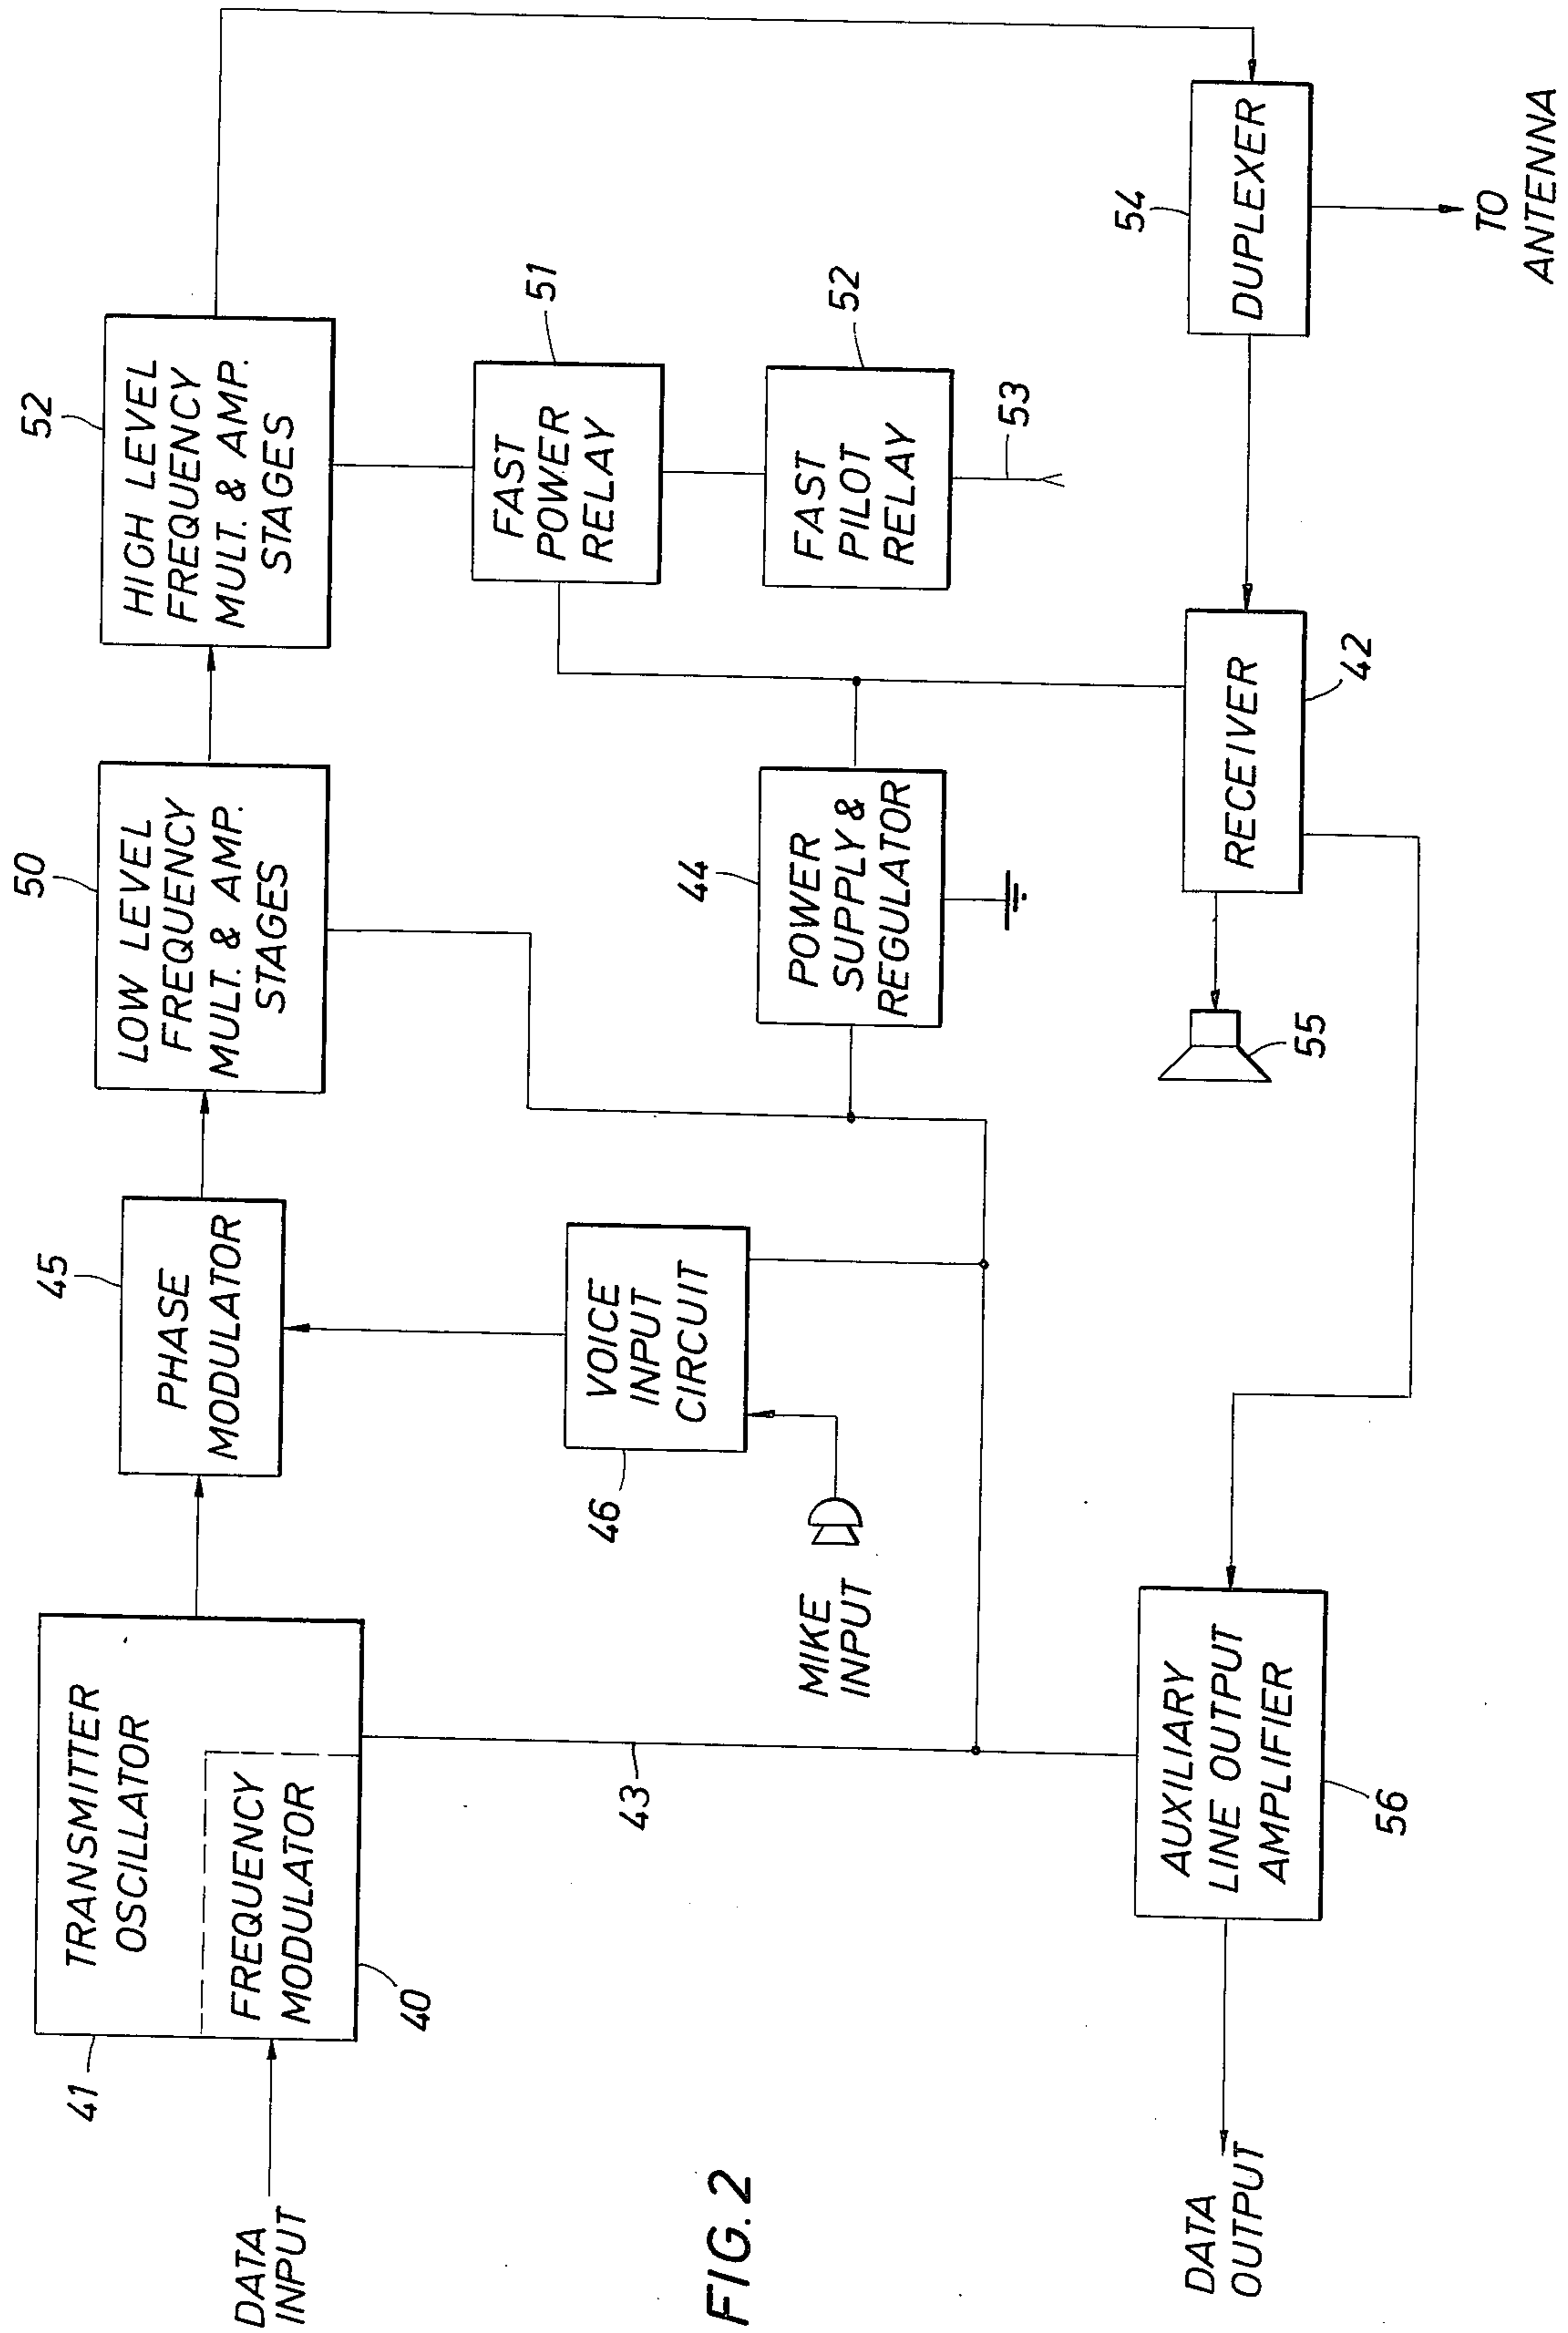 41
TRANSMITTER
OSCILLATOR
DATA
INPUT
FREQUENCY
MODULATOR
40
45
PHASE
MODULATOR
50
LOW LEVEL
FREQUENCY
MULT. & AMP.
STAGES
52
HIGH LEVEL
FREQUENCY
MULT. & AMP.
STAGES
46
VOICE
INPUT
CIRCUIT
51
FAST
POWER
RELAY
43
MIKE
INPUT
44
POWER
SUPPLY &
REGULATOR
52
FAST
PILOT
RELAY
53
FIG.2
DATA
OUTPUT
AUXILIARY
LINE OUTPUT
AMPLIFIER
56
55
RECEIVER
42
54
DUPLEXER
TO
ANTENNA